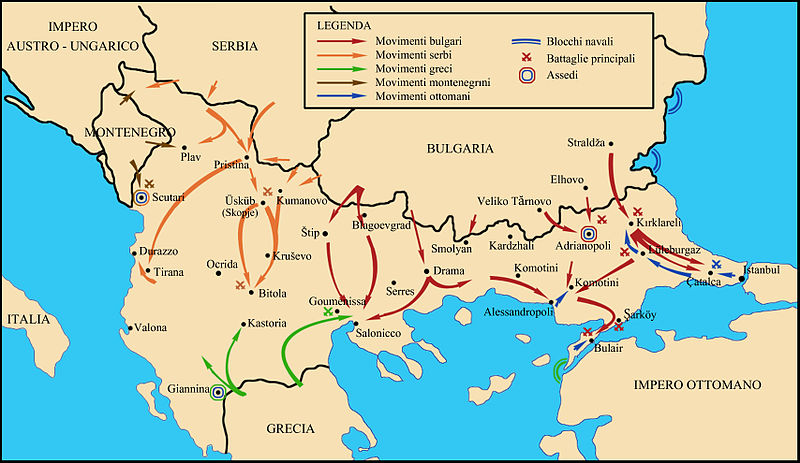 IMPERO
AUSTRO - UNGARICO
SERBIA
LEGENDA
Movimenti bulgari
Movimenti serbi
Movimenti greci
Movimenti montenegrini
Movimenti ottomani
Blocchi navali
Battaglie principali
Assedi
MONTENEGRO
BULGARIA
Straldža
Plav
Pristina
Elhovo
Scutari
Üsküb
(Skopje)
Kumanovo
Veliko Tărnovo
Blagoevgrad
Štip
Smolyan
Kardzhali
Adrianopoli
Kırklareli
Durazzo
Tirana
Ocrida
Kruševo
Lüleburgaz
Drama
Komotini
Komotini
Serres
Çatalca
Istanbul
Bitola
Goumenissa
Alessandropoli
Şarköy
ITALIA
Valona
Kastoria
Salonicco
Bulair
Giannina
IMPERO OTTOMANO
GRECIA